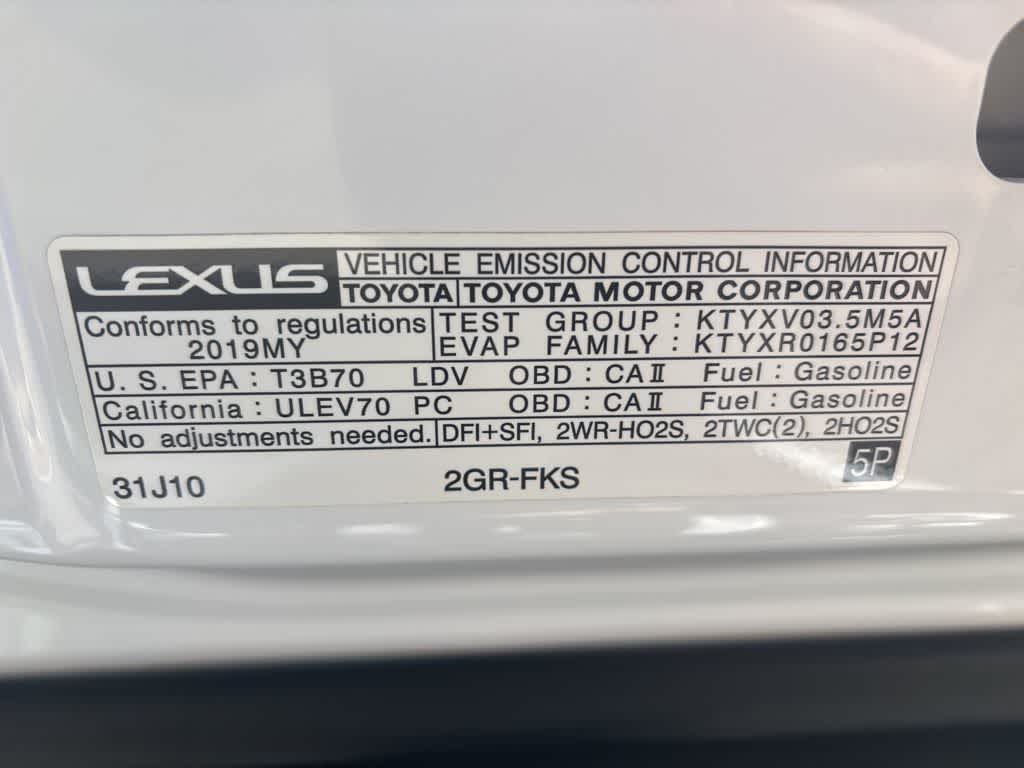 LEXUS VEHICLE EMISSION CONTROL INFORMATION
TOYOTA TOYOTA MOTOR CORPORATION
Conforms to regulations
2019MY
TEST GROUP : KTYXV03.5M5A
EVAP FAMILY : KTYXR0165P12
U. S. EPA : T3B70 LDV OBD : CAⅡ Fuel : Gasoline
California : ULEV70 PC OBD : CAⅡ Fuel : Gasoline
No adjustments needed. DFI+SFI, 2WR-HO2S, 2TWC(2), 2HO2S
31J10 2GR-FKS 5P